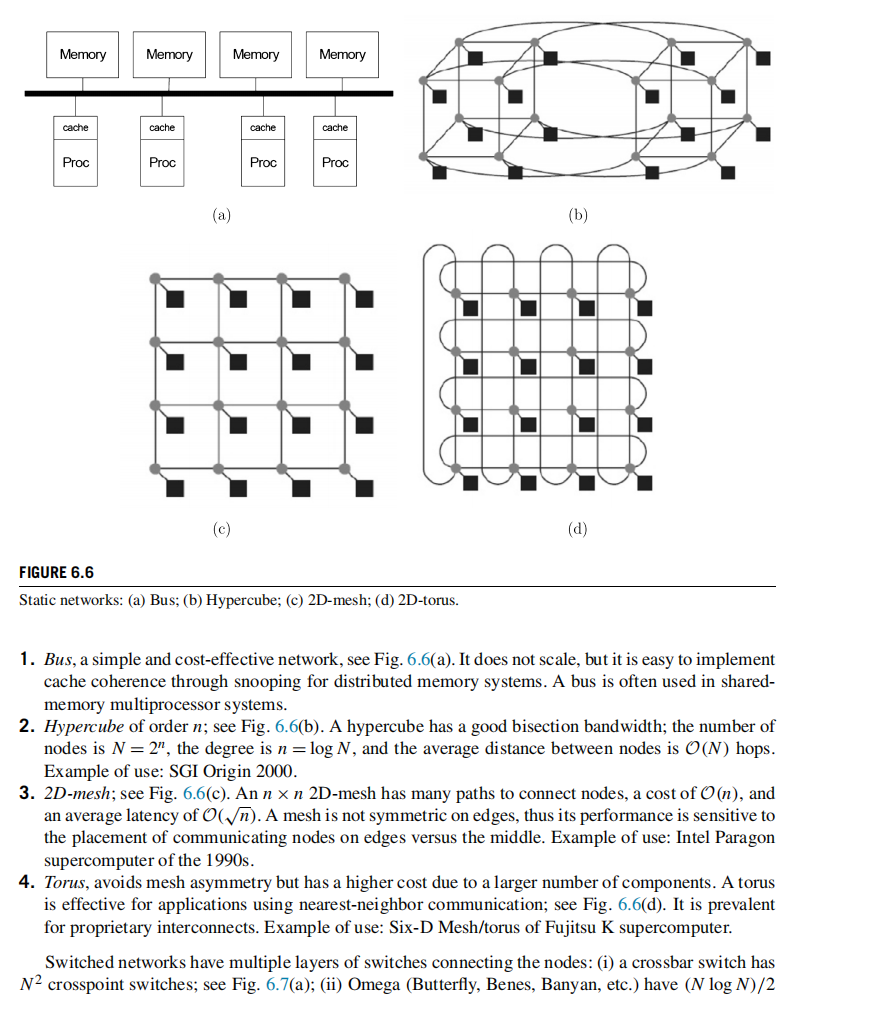 Memory Memory Memory Memory
cache cache cache cache
Proc Proc Proc Proc
(a) (b)
(c) (d)
FIGURE 6.6
Static networks: (a) Bus; (b) Hypercube; (c) 2D-mesh; (d) 2D-torus.
1. Bus, a simple and cost-effective network, see Fig. 6.6(a). It does not scale, but it is easy to implement
cache coherence through snooping for distributed memory systems. A bus is often used in shared-
memory multiprocessor systems.
2. Hypercube of order n; see Fig. 6.6(b). A hypercube has a good bisection bandwidth; the number of
nodes is N = 2ⁿ, the degree is n = log N, and the average distance between nodes is O(N) hops.
Example of use: SGI Origin 2000.
3. 2D-mesh; see Fig. 6.6(c). An n × n 2D-mesh has many paths to connect nodes, a cost of O(n), and
an average latency of O(√n). A mesh is not symmetric on edges, thus its performance is sensitive to
the placement of communicating nodes on edges versus the middle. Example of use: Intel Paragon
supercomputer of the 1990s.
4. Torus, avoids mesh asymmetry but has a higher cost due to a larger number of components. A torus
is effective for applications using nearest-neighbor communication; see Fig. 6.6(d). It is prevalent
for proprietary interconnects. Example of use: Six-D Mesh/torus of Fujitsu K supercomputer.
Switched networks have multiple layers of switches connecting the nodes: (i) a crossbar switch has
N² crosspoint switches; see Fig. 6.7(a); (ii) Omega (Butterfly, Benes, Banyan, etc.) have (N log N)/2